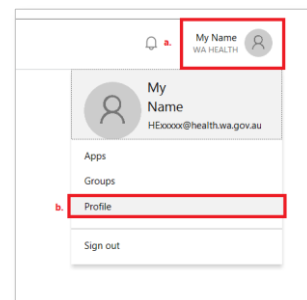 a.
My Name
WA HEALTH
My
Name
HExxxxx@health.wa.gov.au
Apps
Groups
b. Profile
Sign out